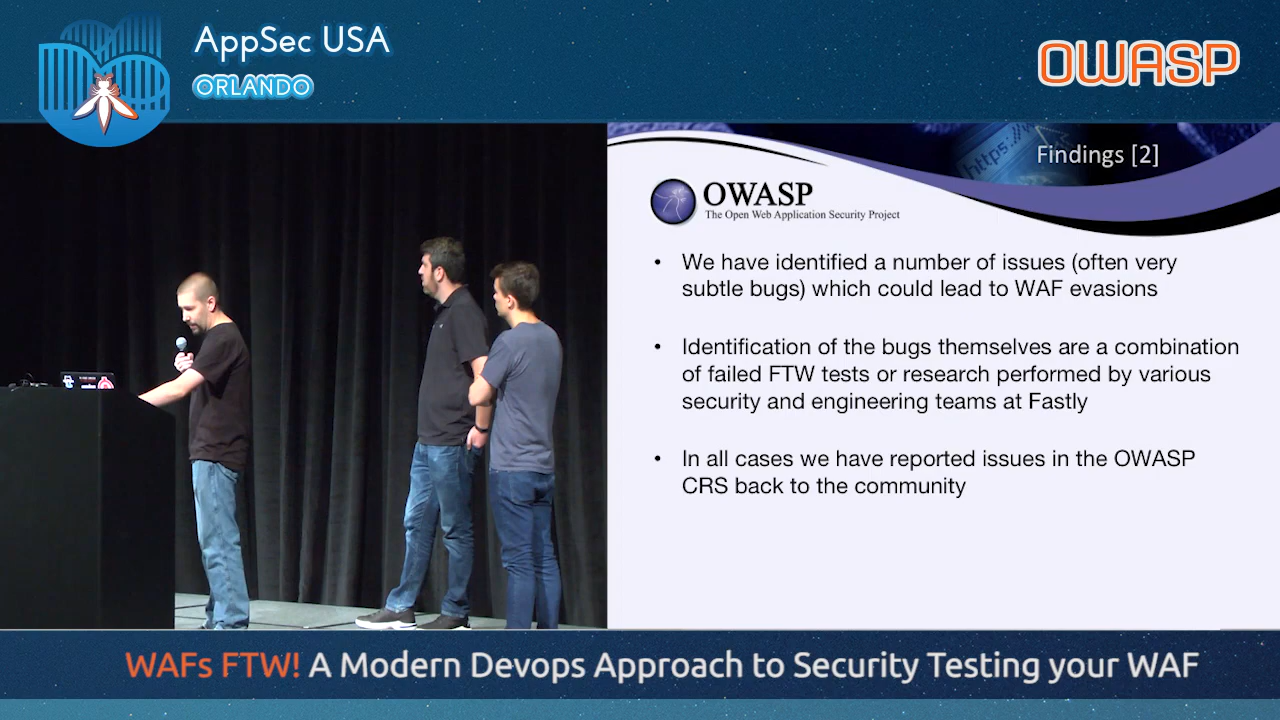 AppSec USA
ORLANDO
OWASP
Findings [2]
https://
OWASP
The Open Web Application Security Project
• We have identified a number of issues (often very
subtle bugs) which could lead to WAF evasions
• Identification of the bugs themselves are a combination
of failed FTW tests or research performed by various
security and engineering teams at Fastly
• In all cases we have reported issues in the OWASP
CRS back to the community
WAFs FTW! A Modern Devops Approach to Security Testing your WAF